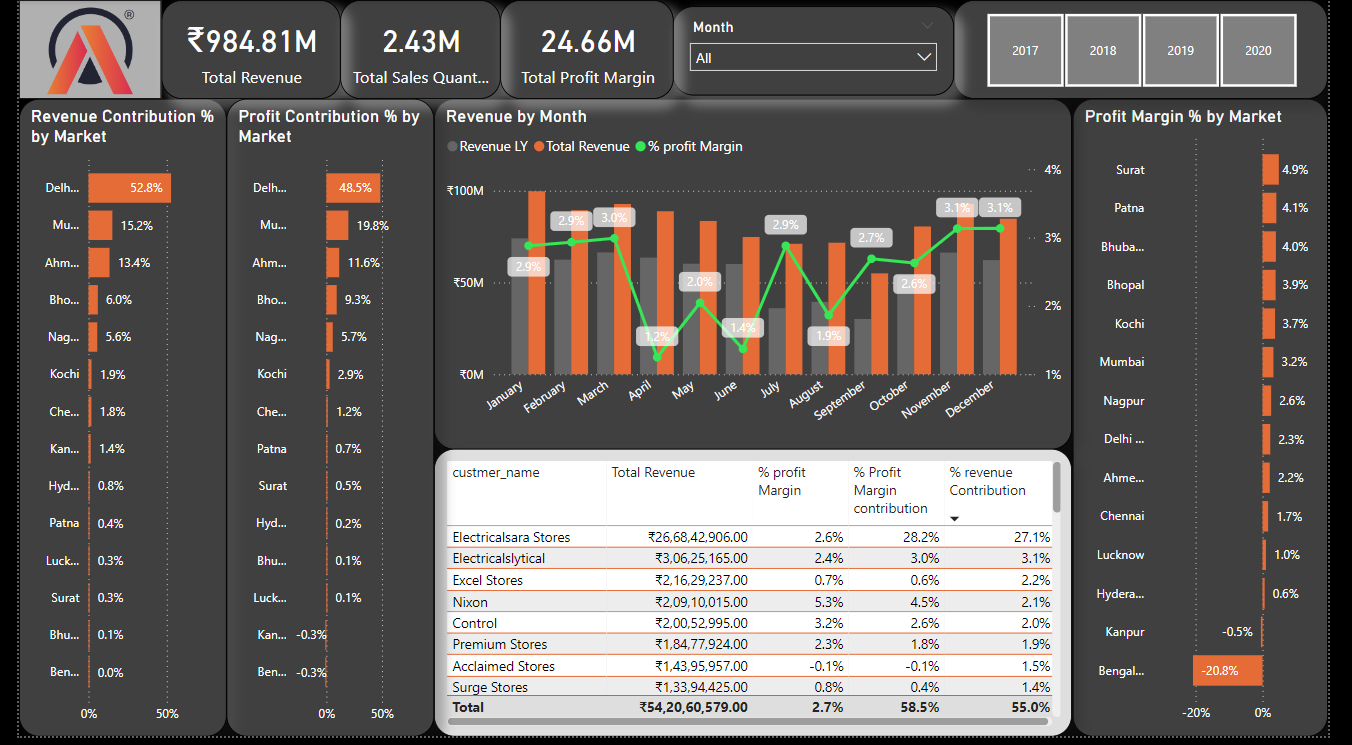 ®
₹984.81M
Total Revenue
2.43M
Total Sales Quant...
24.66M
Total Profit Margin
Month
All
2017
2018
2019
2020
Revenue Contribution %
by Market
Delh... 52.8%
Mu... 15.2%
Ahm... 13.4%
Bho... 6.0%
Nag... 5.6%
Kochi 1.9%
Che... 1.8%
Kan... 1.4%
Hyd... 0.8%
Patna 0.4%
Luck... 0.3%
Surat 0.3%
Bhu... 0.1%
Ben... 0.0%
0% 50%
Profit Contribution % by
Market
Delh... 48.5%
Mu... 19.8%
Ahm... 11.6%
Bho... 9.3%
Nag... 5.7%
Kochi 2.9%
Che... 1.2%
Patna 0.7%
Surat 0.5%
Hyd... 0.2%
Bhu... 0.1%
Luck... 0.1%
Kan... -0.3%
Ben... -0.3%
0% 50%
Revenue by Month
Revenue LY Total Revenue % profit Margin
₹100M
₹50M
₹0M
4%
3%
2%
1%
2.9%
2.9%
3.0%
1.2%
2.0%
1.4%
2.9%
1.9%
2.7%
2.6%
3.1%
3.1%
January
February
March
April
May
June
July
August
September
October
November
December
custmer_name Total Revenue % profit Margin % Profit Margin contribution % revenue Contribution
Electricalsara Stores ₹26,68,42,906.00 2.6% 28.2% 27.1%
Electricalslytical ₹3,06,25,165.00 2.4% 3.0% 3.1%
Excel Stores ₹2,16,29,237.00 0.7% 0.6% 2.2%
Nixon ₹2,09,10,015.00 5.3% 4.5% 2.1%
Control ₹2,00,52,995.00 3.2% 2.6% 2.0%
Premium Stores ₹1,84,77,924.00 2.3% 1.8% 1.9%
Acclaimed Stores ₹1,43,95,957.00 -0.1% -0.1% 1.5%
Surge Stores ₹1,33,94,425.00 0.8% 0.4% 1.4%
Total ₹54,20,60,579.00 2.7% 58.5% 55.0%
Profit Margin % by Market
Surat 4.9%
Patna 4.1%
Bhuba... 4.0%
Bhopal 3.9%
Kochi 3.7%
Mumbai 3.2%
Nagpur 2.6%
Delhi ... 2.3%
Ahme... 2.2%
Chennai 1.7%
Lucknow 1.0%
Hydera... 0.6%
Kanpur -0.5%
Bengal... -20.8%
-20% 0%